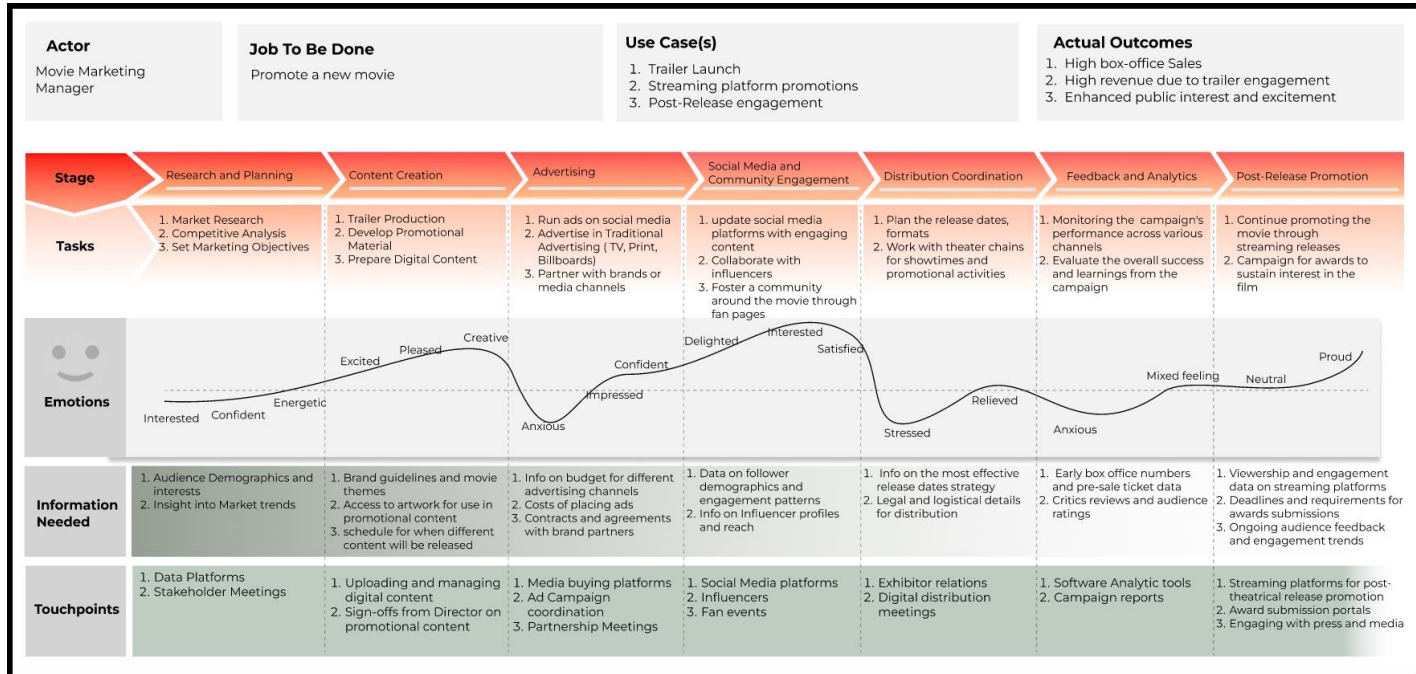 Actor
Movie Marketing
Manager
Job To Be Done
Promote a new movie
Use Case(s)
1. Trailer Launch
2. Streaming platform promotions
3. Post-Release engagement
Actual Outcomes
1. High box-office Sales
2. High revenue due to trailer engagement
3. Enhanced public interest and excitement
Stage
Research and Planning
Content Creation
Advertising
Social Media and
Community Engagement
Distribution Coordination
Feedback and Analytics
Post-Release Promotion
Tasks
1. Market Research
2. Competitive Analysis
3. Set Marketing Objectives
1. Trailer Production
2. Develop Promotional
Material
3. Prepare Digital Content
1. Run ads on social media
2. Advertise in Traditional
Advertising ( TV, Print,
Billboards)
3. Partner with brands or
media channels
1. update social media
platforms with engaging
content
2. Collaborate with
influencers
3. Foster a community
around the movie through
fan pages
1. Plan the release dates,
formats
2. Work with theater chains
for showtimes and
promotional activities
1. Monitoring the campaign's
performance across various
channels
2. Evaluate the overall success
and learnings from the
campaign
1. Continue promoting the
movie through
streaming releases
2. Campaign for awards to
sustain interest in the
film
Emotions
Interested
Confident
Energetic
Excited
Pleased
Creative
Anxious
Impressed
Confident
Delighted
Interested
Satisfied
Stressed
Relieved
Anxious
Mixed feeling
Neutral
Proud
Information
Needed
1. Audience Demographics and
interests
2. Insight into Market trends
1. Brand guidelines and movie
themes
2. Access to artwork for use in
promotional content
3. schedule for when different
content will be released
1. Info on budget for different
advertising channels
2. Costs of placing ads
3. Contracts and agreements
with brand partners
1. Data on follower
demographics and
engagement patterns
2. Info on Influencer profiles
and reach
1. Info on the most effective
release dates strategy
2. Legal and logistical details
for distribution
1. Early box office numbers
and pre-sale ticket data
2. Critics reviews and audience
ratings
1. Viewership and engagement
data on streaming platforms
2. Deadlines and requirements for
awards submissions
3. Ongoing audience feedback
and engagement trends
Touchpoints
1. Data Platforms
2. Stakeholder Meetings
1. Uploading and managing
digital content
2. Sign-offs from Director on
promotional content
1. Media buying platforms
2. Ad Campaign
coordination
3. Partnership Meetings
1. Social Media platforms
2. Influencers
3. Fan events
1. Exhibitor relations
2. Digital distribution
meetings
1. Software Analytic tools
2. Campaign reports
1. Streaming platforms for post-
theatrical release promotion
2. Award submission portals
3. Engaging with press and media